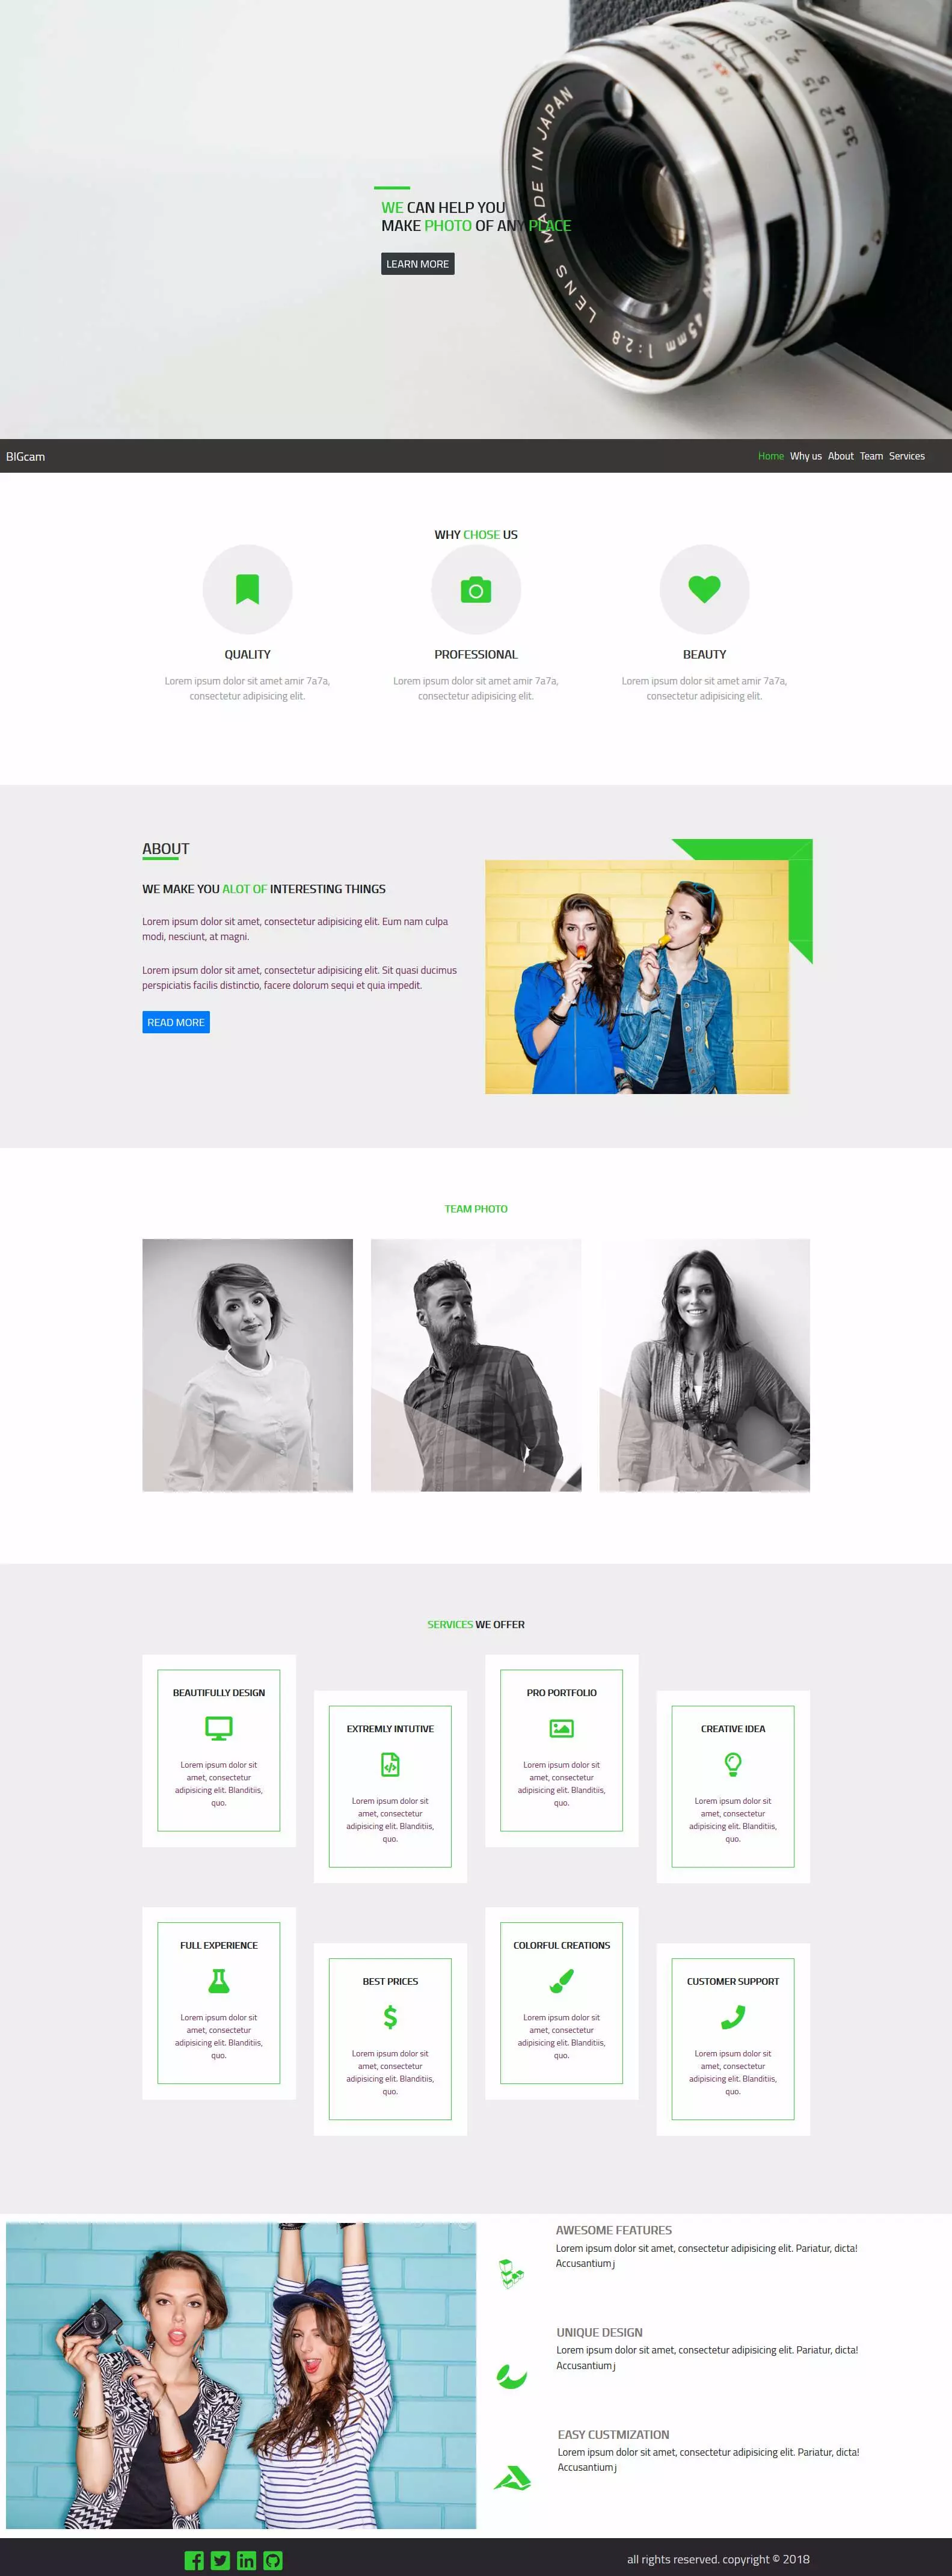 MADE IN JAPAN
LENS
45mm 1:2.8
WE CAN HELP YOU
MAKE PHOTO OF ANY PLACE
LEARN MORE
BIGcam
Home Why us About Team Services
WHY CHOSE US
QUALITY
Lorem ipsum dolor sit amet amir 7a7a,
consectetur adipisicing elit.
PROFESSIONAL
Lorem ipsum dolor sit amet amir 7a7a,
consectetur adipisicing elit.
BEAUTY
Lorem ipsum dolor sit amet amir 7a7a,
consectetur adipisicing elit.
ABOUT
WE MAKE YOU ALOT OF INTERESTING THINGS
Lorem ipsum dolor sit amet, consectetur adipisicing elit. Eum nam culpa
modi, nesciunt, at magni.
Lorem ipsum dolor sit amet, consectetur adipisicing elit. Sit quasi ducimus
perspiciatis facilis distinctio, facere dolorum sequi et quia impedit.
READ MORE
TEAM PHOTO
SERVICES WE OFFER
BEAUTIFULLY DESIGN
Lorem ipsum dolor sit
amet, consectetur
adipisicing elit. Blanditiis,
quo.
EXTREMLY INTUTIVE
Lorem ipsum dolor sit
amet, consectetur
adipisicing elit. Blanditiis,
quo.
PRO PORTFOLIO
Lorem ipsum dolor sit
amet, consectetur
adipisicing elit. Blanditiis,
quo.
CREATIVE IDEA
Lorem ipsum dolor sit
amet, consectetur
adipisicing elit. Blanditiis,
quo.
FULL EXPERIENCE
Lorem ipsum dolor sit
amet, consectetur
adipisicing elit. Blanditiis,
quo.
BEST PRICES
Lorem ipsum dolor sit
amet, consectetur
adipisicing elit. Blanditiis,
quo.
COLORFUL CREATIONS
Lorem ipsum dolor sit
amet, consectetur
adipisicing elit. Blanditiis,
quo.
CUSTOMER SUPPORT
Lorem ipsum dolor sit
amet, consectetur
adipisicing elit. Blanditiis,
quo.
AWESOME FEATURES
Lorem ipsum dolor sit amet, consectetur adipisicing elit. Pariatur, dicta!
Accusantium j
UNIQUE DESIGN
Lorem ipsum dolor sit amet, consectetur adipisicing elit. Pariatur, dicta!
Accusantium j
EASY CUSTMIZATION
Lorem ipsum dolor sit amet, consectetur adipisicing elit. Pariatur, dicta!
Accusantium j
all rights reserved. copyright © 2018